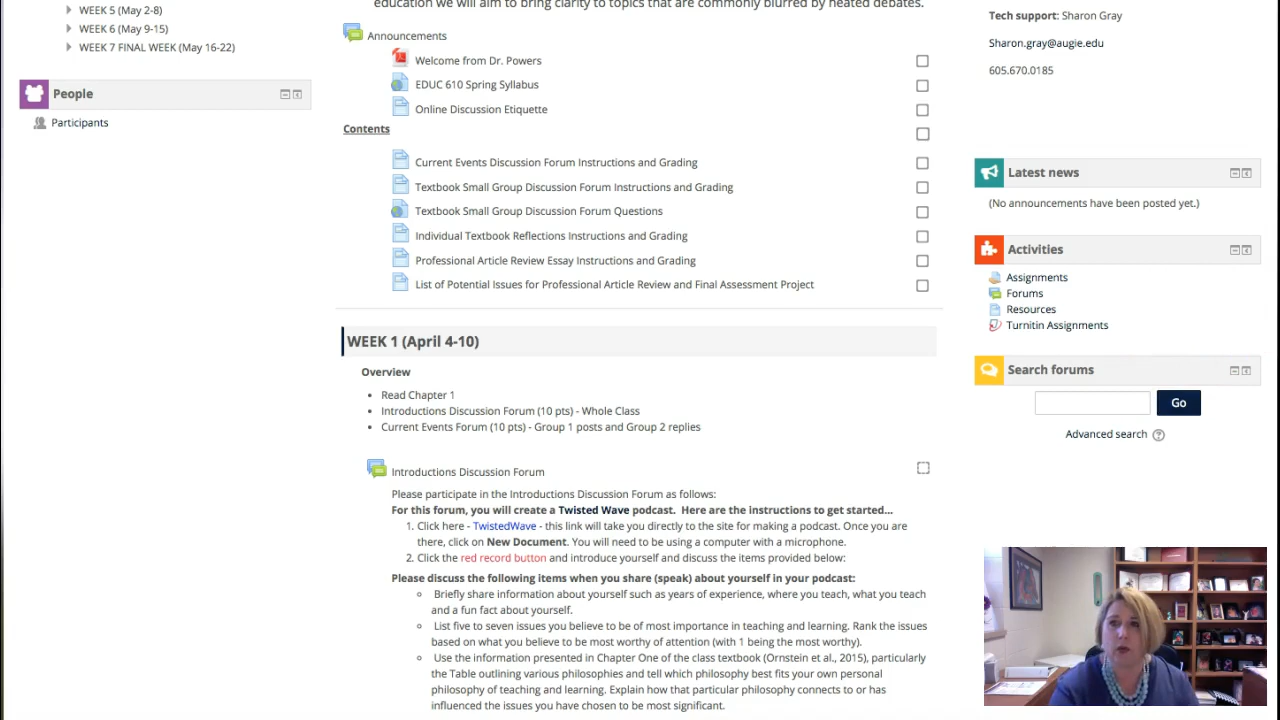 WEEK 5 (May 2-8)
WEEK 6 (May 9-15)
WEEK 7 FINAL WEEK (May 16-22)
People
Participants
education we will aim to bring clarity to topics that are commonly blurred by heated debates.
Announcements
Welcome from Dr. Powers
EDUC 610 Spring Syllabus
Online Discussion Etiquette
Contents
Current Events Discussion Forum Instructions and Grading
Textbook Small Group Discussion Forum Instructions and Grading
Textbook Small Group Discussion Forum Questions
Individual Textbook Reflections Instructions and Grading
Professional Article Review Essay Instructions and Grading
List of Potential Issues for Professional Article Review and Final Assessment Project
WEEK 1 (April 4-10)
Overview
Read Chapter 1
Introductions Discussion Forum (10 pts) - Whole Class
Current Events Forum (10 pts) - Group 1 posts and Group 2 replies
Introductions Discussion Forum
Please participate in the Introductions Discussion Forum as follows:
For this forum, you will create a Twisted Wave podcast. Here are the instructions to get started...
1. Click here - TwistedWave - this link will take you directly to the site for making a podcast. Once you are
there, click on New Document. You will need to be using a computer with a microphone.
2. Click the red record button and introduce yourself and discuss the items provided below:
Please discuss the following items when you share (speak) about yourself in your podcast:
Briefly share information about yourself such as years of experience, where you teach, what you teach
and a fun fact about yourself.
List five to seven issues you believe to be of most importance in teaching and learning. Rank the issues
based on what you believe to be most worthy of attention (with 1 being the most worthy).
Use the information presented in Chapter One of the class textbook (Ornstein et al., 2015), particularly
the Table outlining various philosophies and tell which philosophy best fits your own personal
philosophy of teaching and learning. Explain how that particular philosophy connects to or has
influenced the issues you have chosen to be most significant.
Tech support: Sharon Gray
Sharon.gray@augie.edu
605.670.0185
Latest news
(No announcements have been posted yet.)
Activities
Assignments
Forums
Resources
Turnitin Assignments
Search forums
Go
Advanced search ?